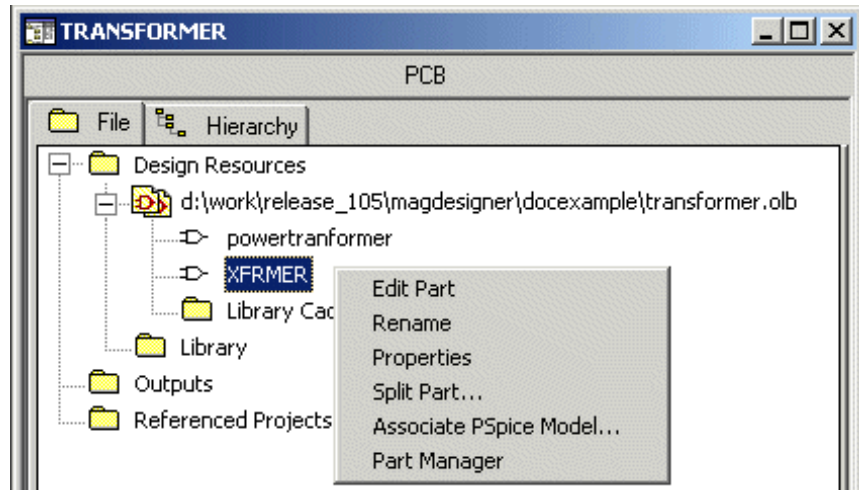 TRANSFORMER
PCB
File Hierarchy
Design Resources
d:\work\release_105\magdesigner\docexample\transformer.olb
powertranformer
XFRMER
Library Cac
Library
Outputs
Referenced Projects
Edit Part
Rename
Properties
Split Part...
Associate PSpice Model...
Part Manager